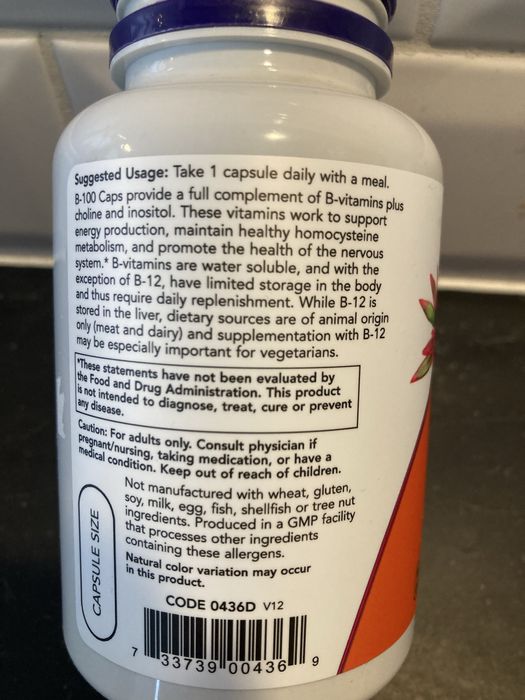 Suggested Usage: Take 1 capsule daily with a meal.
B-100 Caps provide a full complement of B-vitamins plus
choline and inositol. These vitamins work to support
energy production, maintain healthy homocysteine
metabolism, and promote the health of the nervous
system.* B-vitamins are water soluble, and with the
exception of B-12, have limited storage in the body
and thus require daily replenishment. While B-12 is
stored in the liver, dietary sources are of animal origin
only (meat and dairy) and supplementation with B-12
may be especially important for vegetarians.
*These statements have not been evaluated by
the Food and Drug Administration. This product
is not intended to diagnose, treat, cure or prevent
any disease.
Caution: For adults only. Consult physician if
pregnant/nursing, taking medication, or have a
medical condition. Keep out of reach of children.
Not manufactured with wheat, gluten,
soy, milk, egg, fish, shellfish or tree nut
ingredients. Produced in a GMP facility
that processes other ingredients
containing these allergens.
Natural color variation may occur
in this product.
CAPSULE SIZE
CODE 0436D V12
7 33739 00436 9